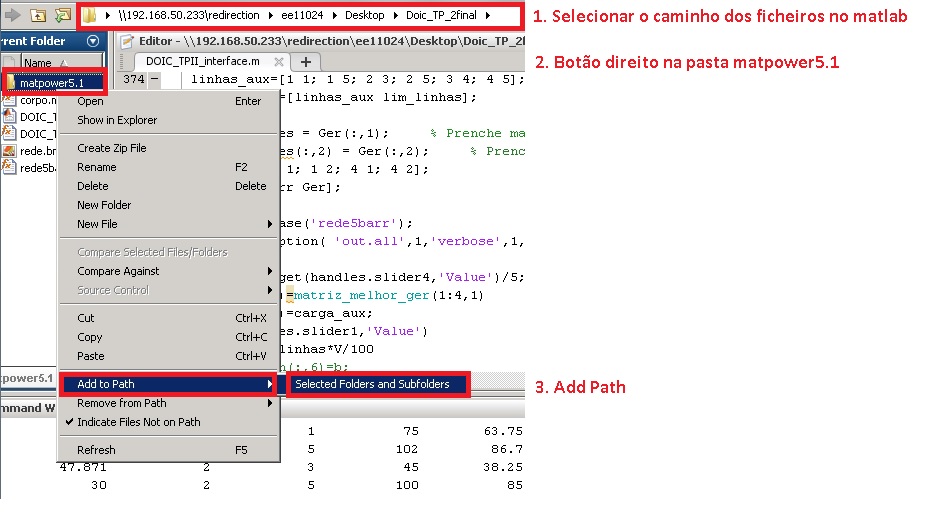 \\192.168.50.233\redirection ▸ ee11024 ▸ Desktop ▸ Doic_TP_2final ▸
1. Selecionar o caminho dos ficheiros no matlab
rrent Folder
Editor - \\192.168.50.233\redirection\ee11024\Desktop\Doic_TP_2f
Name
DOIC_TPII_interface.m
2. Botão direito na pasta matpower5.1
374 — linhas_aux=[1 1; 1 5; 2 3; 2 5; 3 4; 4 5];
matpower5.1
Open Enter
=[linhas_aux lim_linhas];
corpo.m
Show in Explorer
DOIC_T
es = Ger(:,1); % Prenche ma
DOIC_T
Create Zip File
es(:,2) = Ger(:,2); % Prenc
rede.br
Rename F2
1; 1 2; 4 1; 4 2];
rede5ba
Delete Delete
rr Ger];
New Folder
New File
ase('rede5barr');
ption( 'out.all',1,'verbose',1,
Compare Selected Files/Folders
Compare Against
get(handles.slider4,'Value')/5;
Source Control
=matriz_melhor_ger(1:4,1)
Cut Ctrl+X
=carga_aux;
Copy Ctrl+C
es.slider1,'Value')
Paste Ctrl+V
linhas*V/100
n(:,6)=b;
tpower5.1
Add to Path
Selected Folders and Subfolders
3. Add Path
Remove from Path
mmand W
Indicate Files Not on Path
1 75 63.75
Refresh F5
5 102 86.7
47.871 2 3 45 38.25
30 2 5 100 85